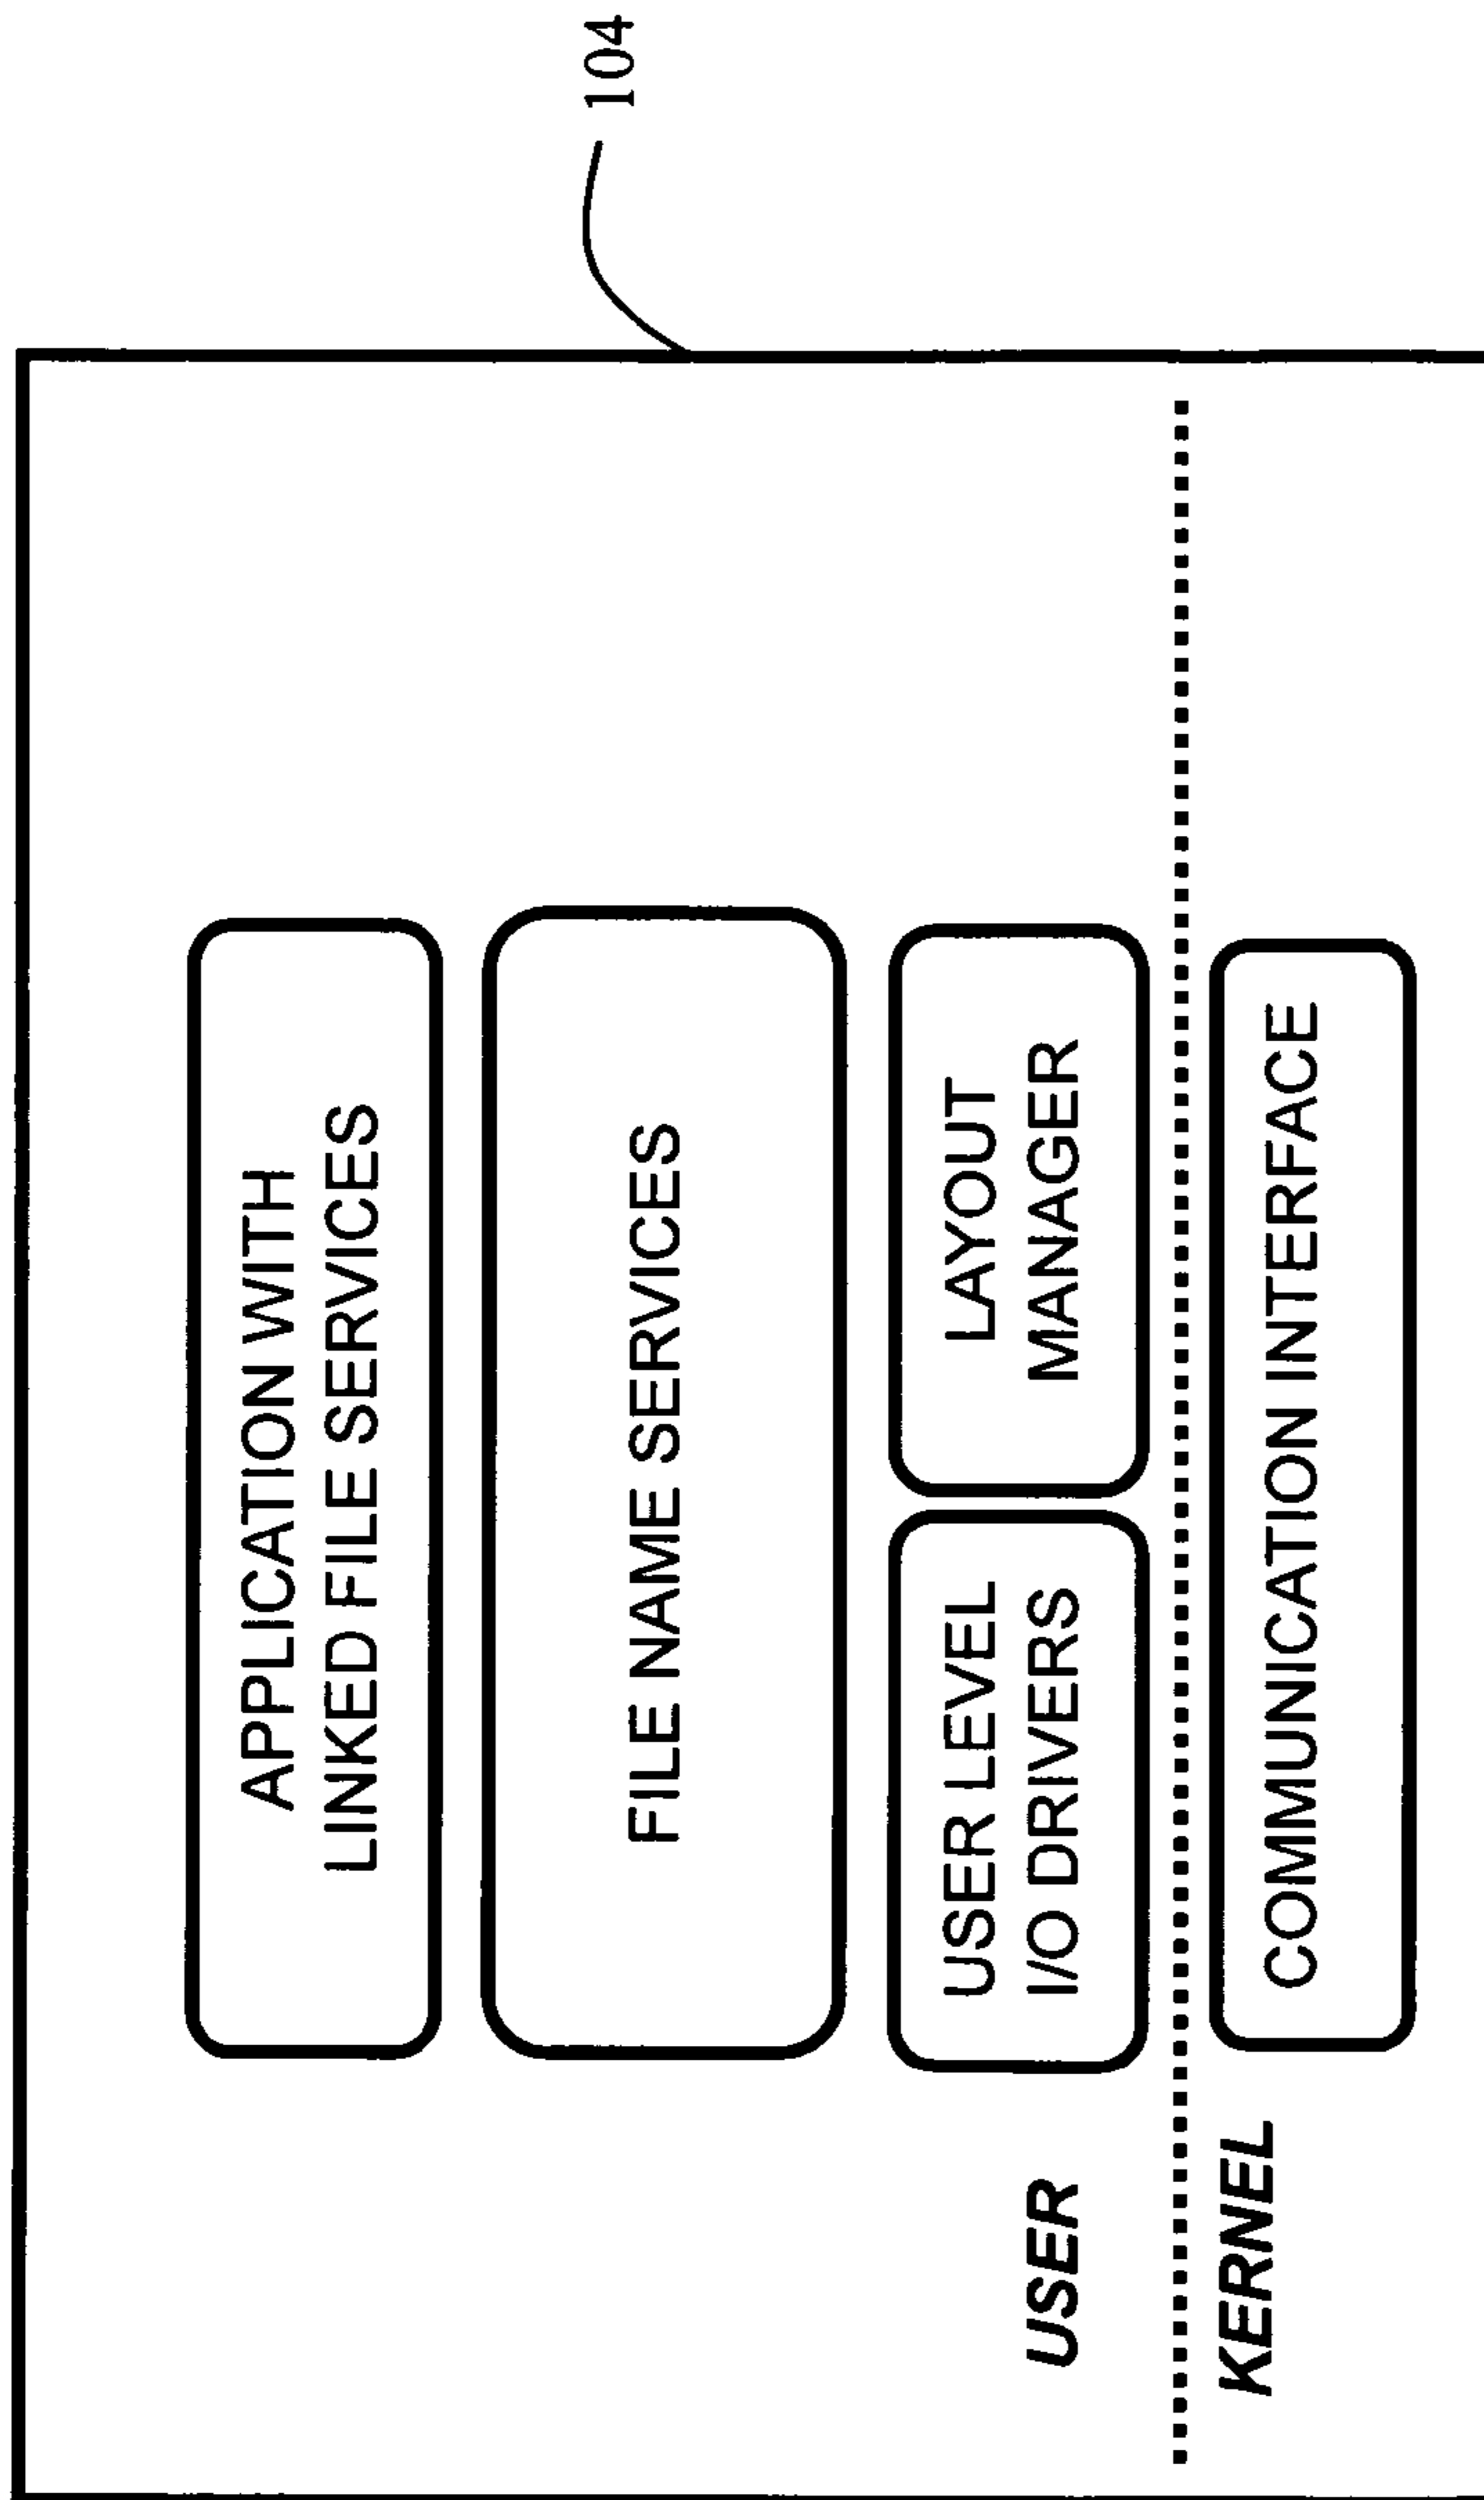 104
APPLICATION WITH
LINKED FILE SERVICES
FILE NAME SERVICES
USER LEVEL
I/O DRIVERS
LAYOUT
MANAGER
USER
KERNEL
COMMUNICATION INTERFACE